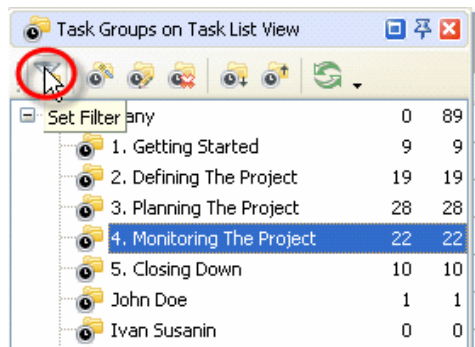 Task Groups on Task List View
Set Filter any 0 89
1. Getting Started 9 9
2. Defining The Project 19 19
3. Planning The Project 28 28
4. Monitoring The Project 22 22
5. Closing Down 10 10
John Doe 1 1
Ivan Susanin 0 0